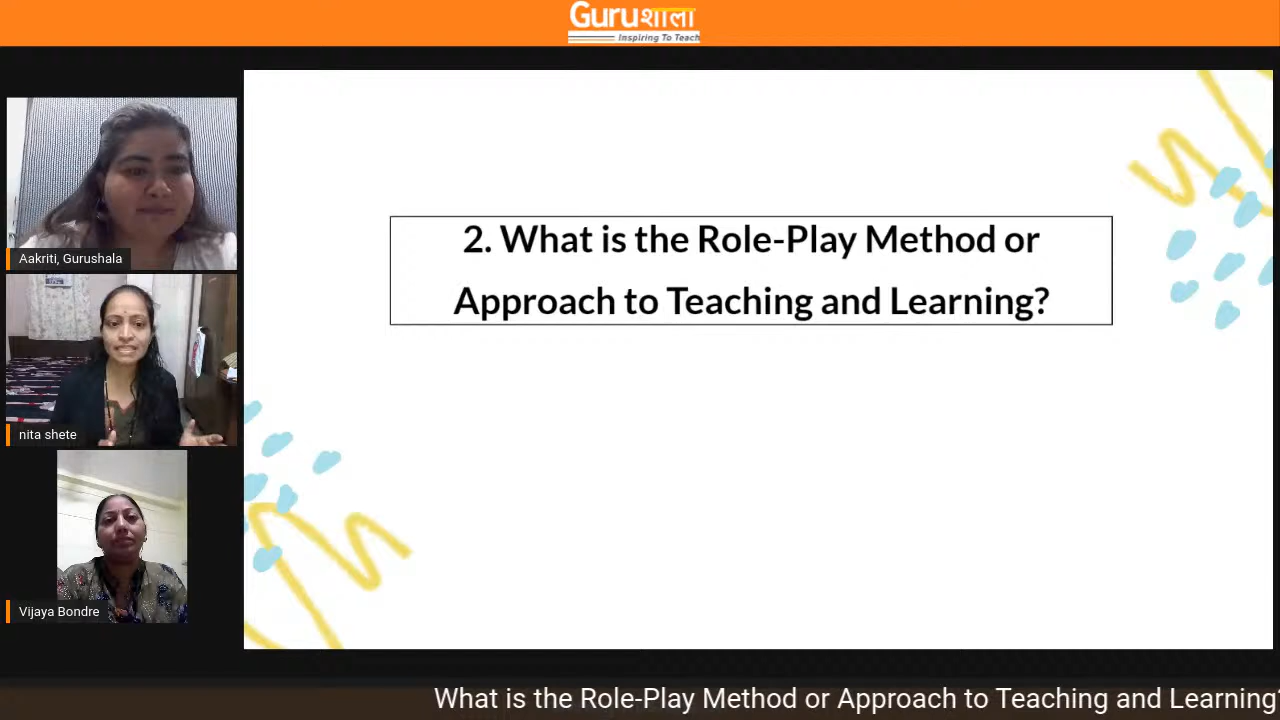 Guruशाला
Inspiring To Teach
Aakriti, Gurushala
nita shete
Vijaya Bondre
2. What is the Role-Play Method or
Approach to Teaching and Learning?
What is the Role-Play Method or Approach to Teaching and Learning?